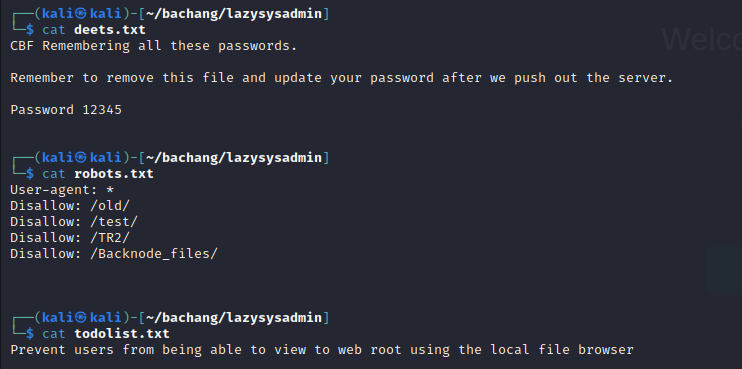 ┌──(kali㉿kali)-[~/bachang/lazysysadmin]
└─$ cat deets.txt
CBF Remembering all these passwords.
Remember to remove this file and update your password after we push out the server.
Password 12345
┌──(kali㉿kali)-[~/bachang/lazysysadmin]
└─$ cat robots.txt
User-agent: *
Disallow: /old/
Disallow: /test/
Disallow: /TR2/
Disallow: /Backnode_files/
┌──(kali㉿kali)-[~/bachang/lazysysadmin]
└─$ cat todolist.txt
Prevent users from being able to view to web root using the local file browser